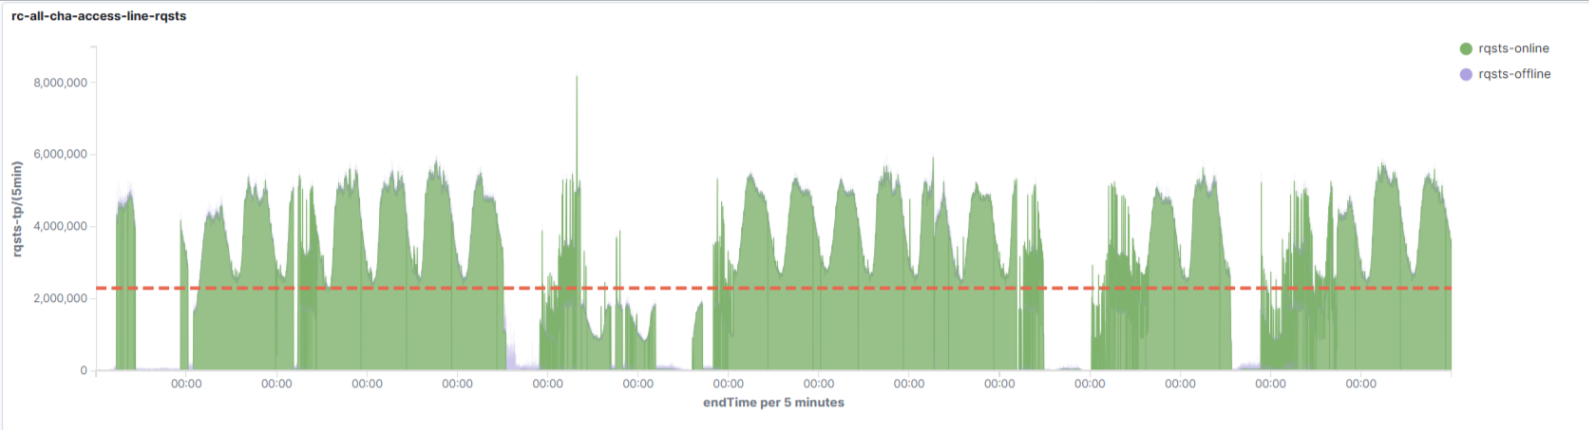 rc-all-cha-access-line-rqsts
rqsts-online
rqsts-offline
rqsts-tp/(5min)
8,000,000
6,000,000
4,000,000
2,000,000
0
00:00 00:00 00:00 00:00 00:00 00:00 00:00 00:00 00:00 00:00 00:00 00:00 00:00 00:00
endTime per 5 minutes